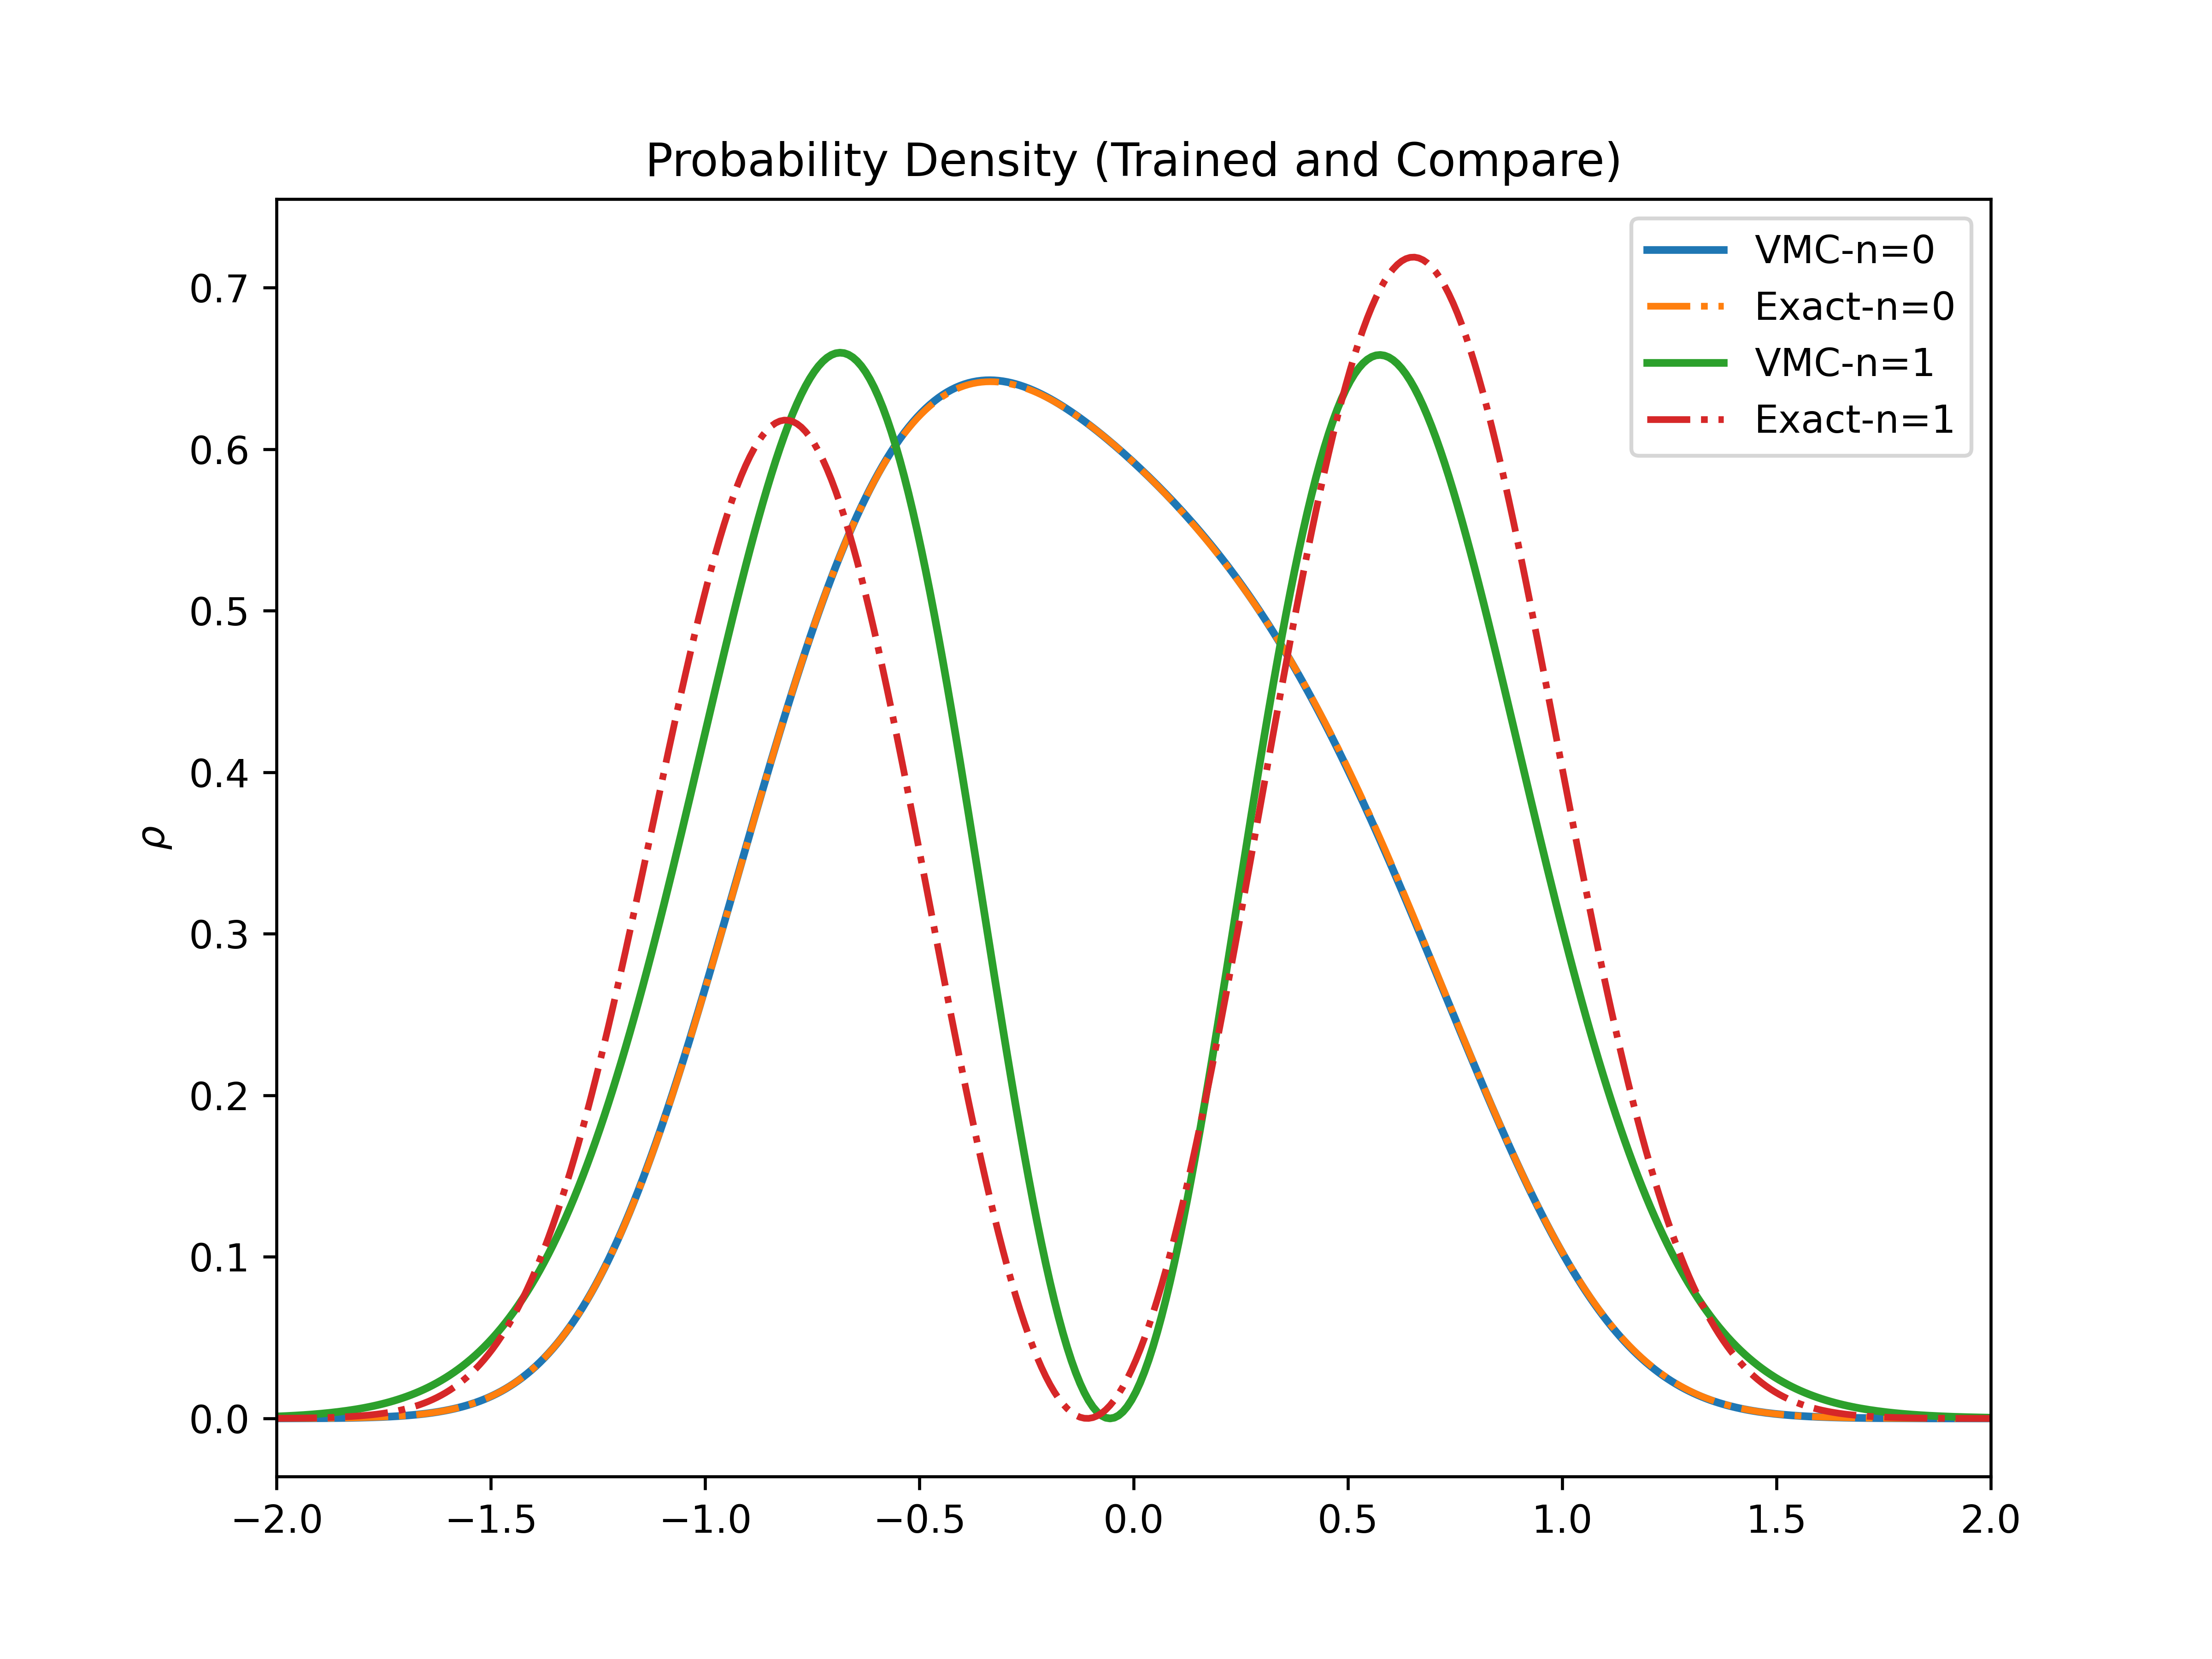 Probability Density (Trained and Compare)
VMC-n=0
Exact-n=0
VMC-n=1
Exact-n=1
ρ
0.7
0.6
0.5
0.4
0.3
0.2
0.1
0.0
−2.0 −1.5 −1.0 −0.5 0.0 0.5 1.0 1.5 2.0